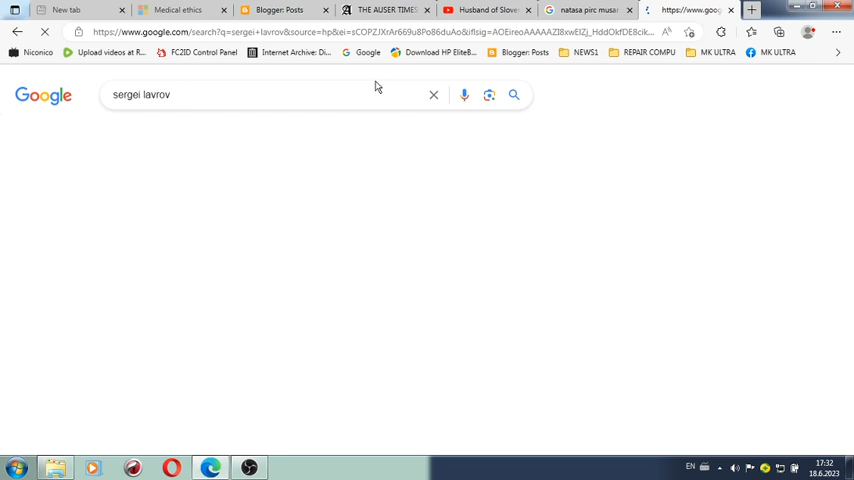 New tab
Medical ethics
Blogger: Posts
THE AUSER TIMES
Husband of Slove
natasa pirc musar
https://www.goog
https://www.google.com/search?q=sergei+lavrov&source=hp&ei=
Niconico
Upload videos at R...
FC2ID Control Panel
Internet Archive: Di...
Google
Download HP EliteB...
Blogger: Posts
NEWS1
REPAIR COMPU
MK ULTRA
MK ULTRA
Google
sergei lavrov
EN
17:32
18.6.2023